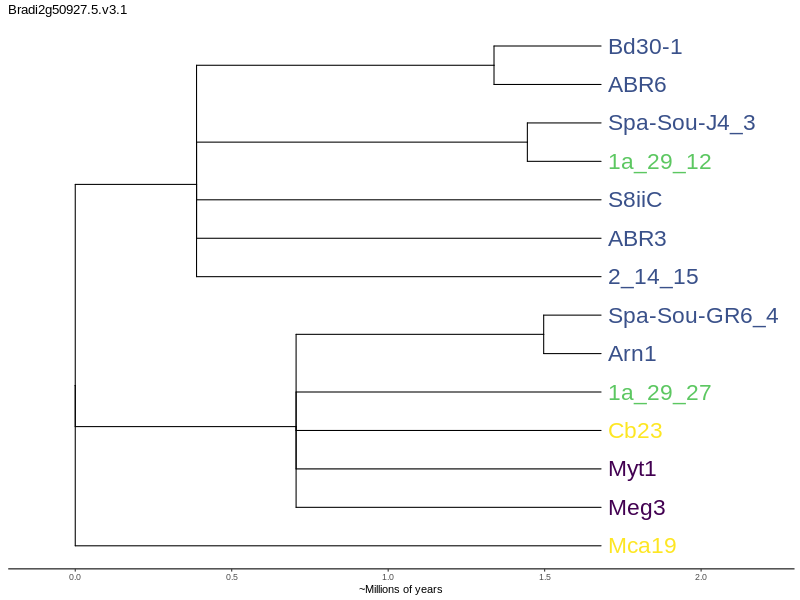 Bradi2g50927.5.v3.1
Bd30-1
ABR6
Spa-Sou-J4_3
1a_29_12
S8iiC
ABR3
2_14_15
Spa-Sou-GR6_4
Arn1
1a_29_27
Cb23
Myt1
Meg3
Mca19
0.0 0.5 1.0 1.5 2.0
~Millions of years